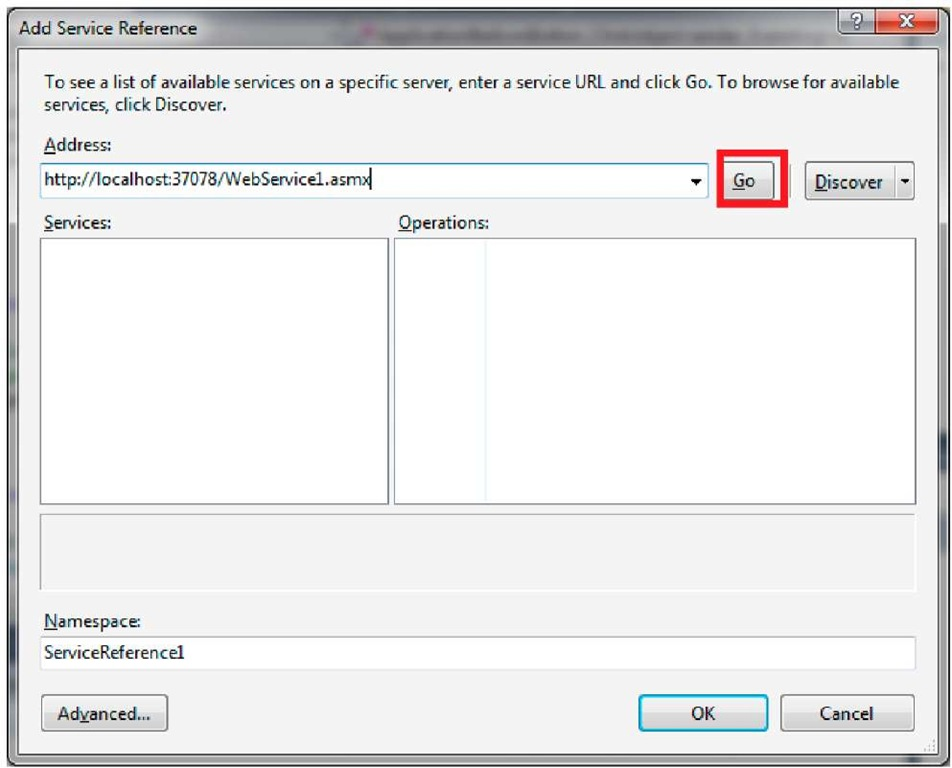 Add Service Reference
To see a list of available services on a specific server, enter a service URL and click Go. To browse for available
services, click Discover.
Address:
http://localhost:37078/WebService1.asmx
Go
Discover
Services:
Operations:
Namespace:
ServiceReference1
Advanced...
OK
Cancel